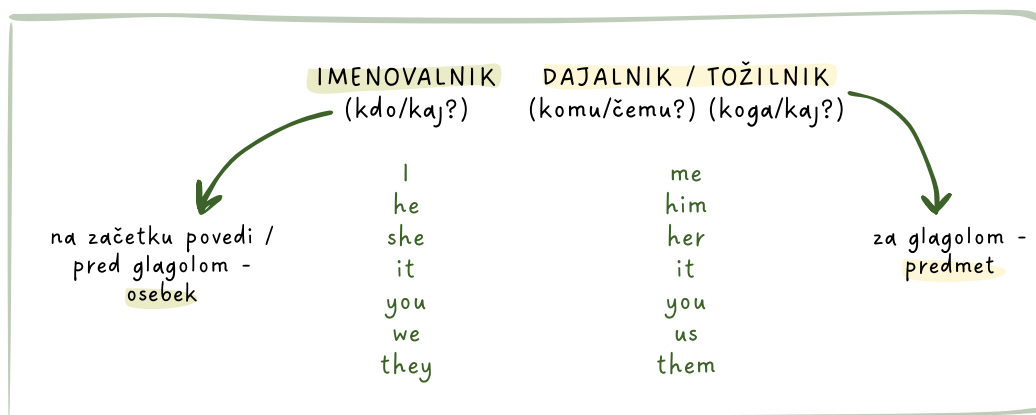 IMENOVALNIK
(kdo/kaj?)
DAJALNIK / TOŽILNIK
(komu/čemu?) (koga/kaj?)
na začetku povedi /
pred glagolom -
osebek
I
he
she
it
you
we
they
me
him
her
it
you
us
them
za glagolom -
predmet